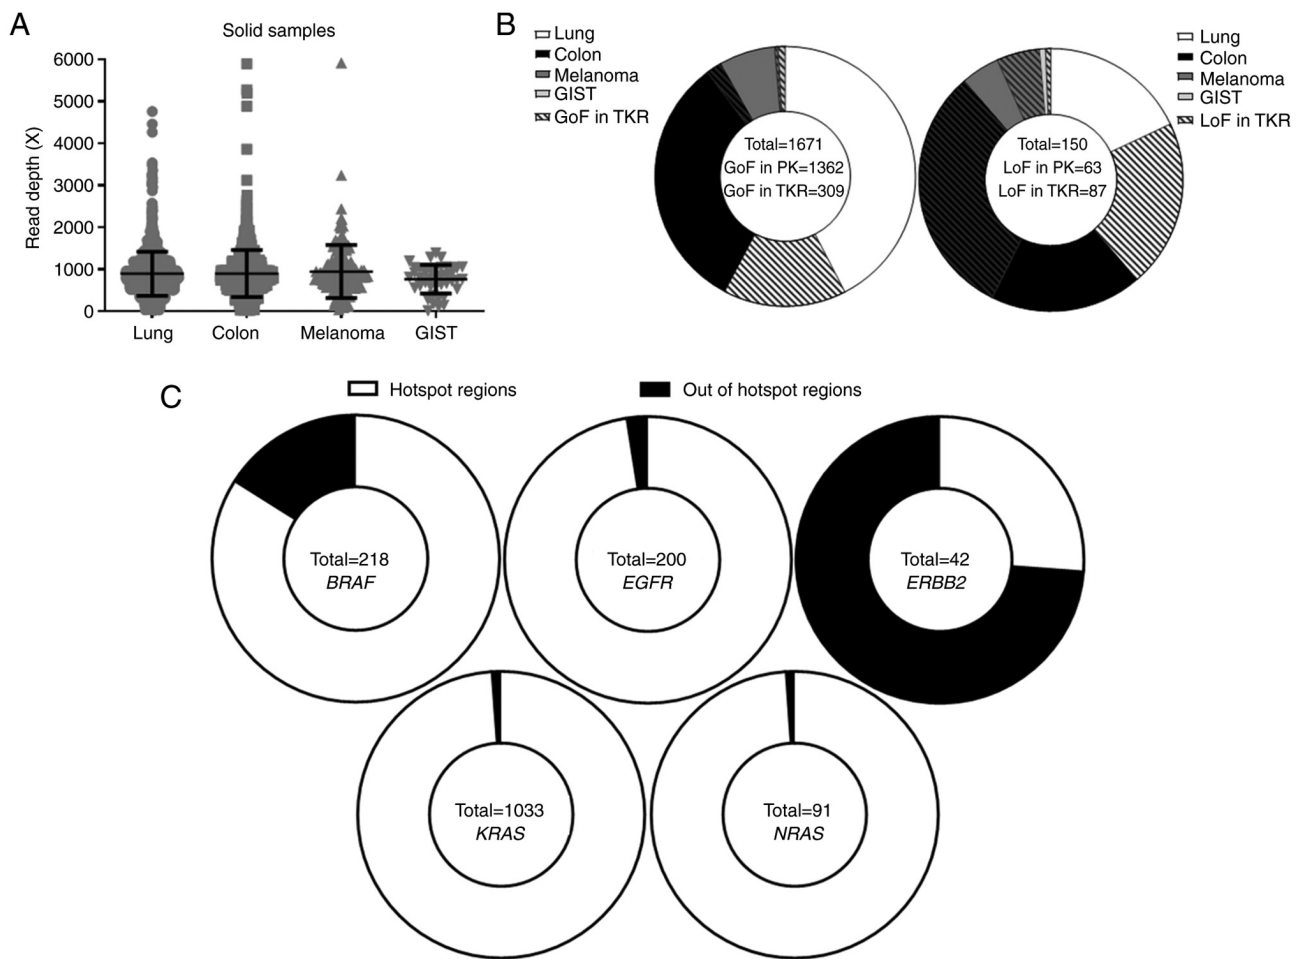 A
Solid samples
Read depth (X)
6000
5000
4000
3000
2000
1000
0
Lung
Colon
Melanoma
GIST
B
Lung
Colon
Melanoma
GIST
GoF in TKR
Total=1671
GoF in PK=1362
GoF in TKR=309
Total=150
LoF in PK=63
LoF in TKR=87
Lung
Colon
Melanoma
GIST
LoF in TKR
C
Hotspot regions
Out of hotspot regions
Total=218
BRAF
Total=200
EGFR
Total=42
ERBB2
Total=1033
KRAS
Total=91
NRAS